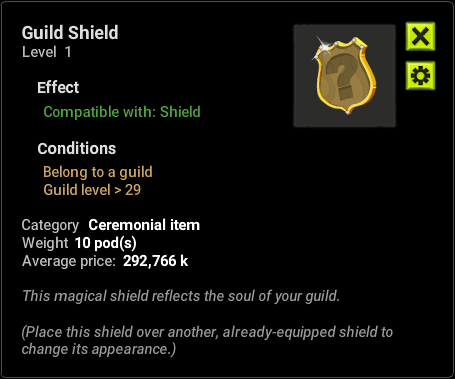 Guild Shield
Level 1
Effect
Compatible with: Shield
Conditions
Belong to a guild
Guild level > 29
Category Ceremonial item
Weight 10 pod(s)
Average price: 292,766 k
This magical shield reflects the soul of your guild.
(Place this shield over another, already-equipped shield to
change its appearance.)
?